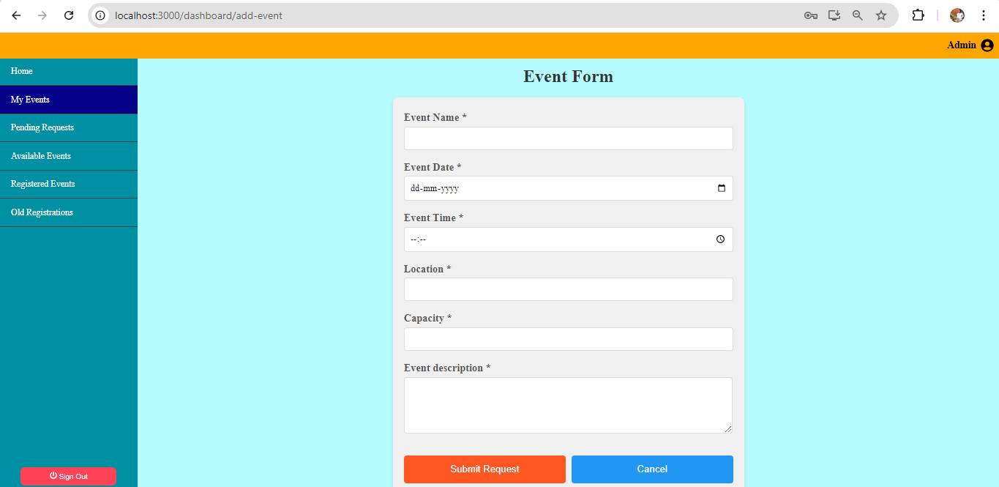 localhost:3000/dashboard/add-event
Admin
Home
My Events
Pending Requests
Available Events
Registered Events
Old Registrations
Sign Out
Event Form
Event Name *
Event Date *
dd-mm-yyyy
Event Time *
--:--
Location *
Capacity *
Event description *
Submit Request Cancel